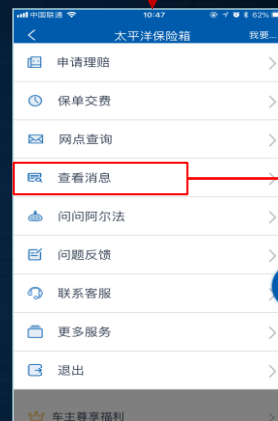 中国联通 10:47 62%
太平洋保险箱 我要...
申请理赔
保单交费
网点查询
查看消息
问问阿尔法
问题反馈
联系客服
更多服务
退出
车主尊享福利